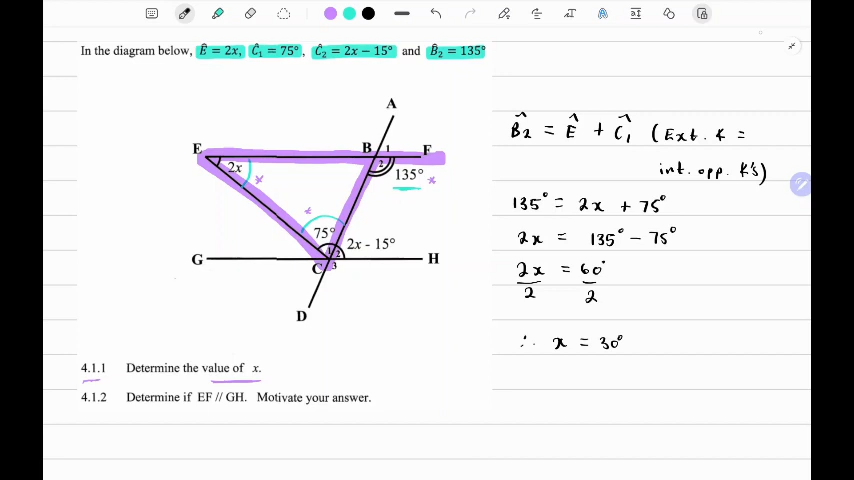 In the diagram below, Ê = 2x, Ĉ₁ = 75°, Ĉ₂ = 2x − 15° and B̂₂ = 135°
A
E
B
1
F
2
2x
135°
75°
2x - 15°
1
2
G
C
3
H
D
B̂₂ = Ê + Ĉ₁ (Ext. ∠ =
int. opp. ∠'s)
135° = 2x + 75°
2x = 135° − 75°
2x = 60°
2 2
∴ x = 30°
4.1.1 Determine the value of x.
4.1.2 Determine if EF // GH. Motivate your answer.